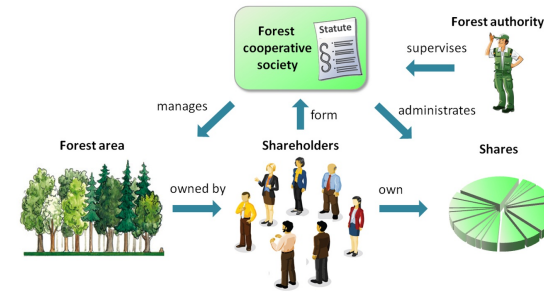 Forest authority
Forest
cooperative
society
Statute
§
supervises
manages
form
administrates
Forest area
Shareholders
Shares
owned by
own